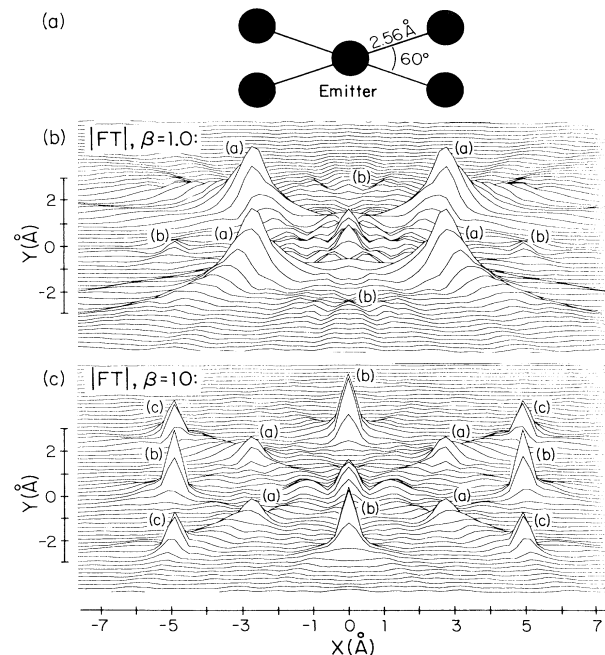 (a)
2.56 Å
60°
Emitter
(b) |FT|, β=1.0:
(a) (a)
(b)
2
(b) (a) (a) (b)
0
-2
(b)
Y(Å)
(c) |FT|, β=10:
(b)
(c) (c)
2
(a) (a)
(b) (b)
0
(a) (a)
(c) (b) (c)
-2
Y(Å)
-7 -5 -3 -1 0 1 3 5 7
X(Å)